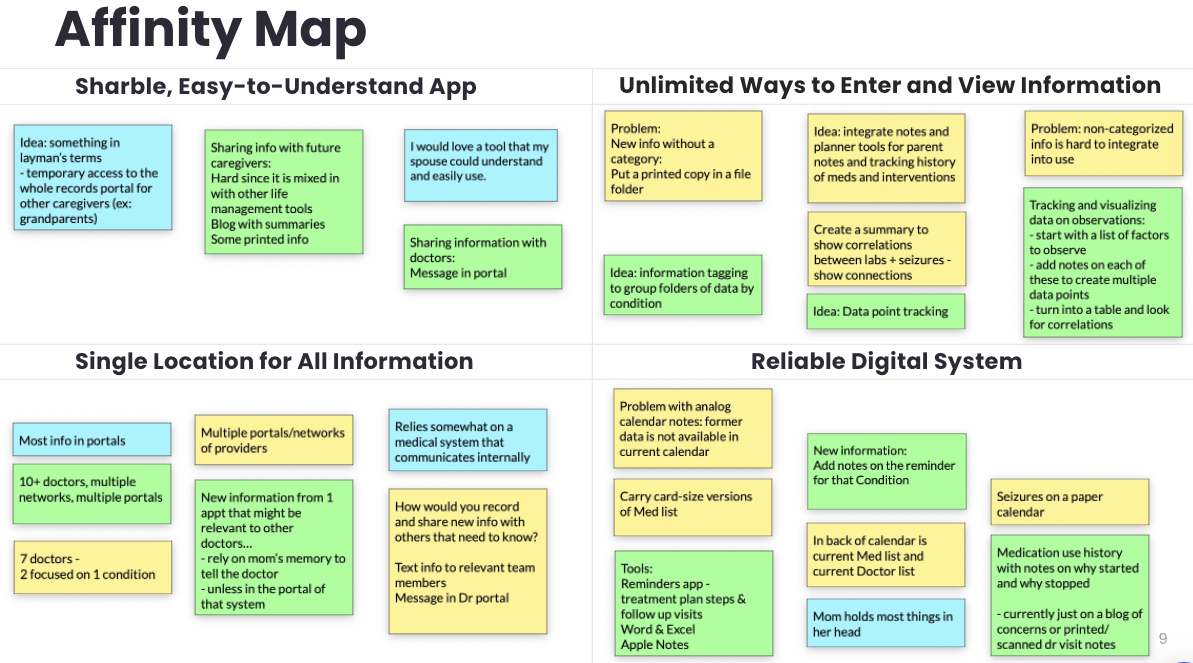 Affinity Map
Sharble, Easy-to-Understand App
Idea: something in
layman's terms
- temporary access to the
whole records portal for
other caregivers (ex:
grandparents)
Sharing info with future
caregivers:
Hard since it is mixed in
with other life
management tools
Blog with summaries
Some printed info
I would love a tool that my
spouse could understand
and easily use.
Sharing information with
doctors:
Message in portal
Unlimited Ways to Enter and View Information
Problem:
New info without a
category:
Put a printed copy in a file
folder
Idea: information tagging
to group folders of data by
condition
Idea: integrate notes and
planner tools for parent
notes and tracking history
of meds and interventions
Create a summary to
show correlations
between labs + seizures -
show connections
Idea: Data point tracking
Problem: non-categorized
info is hard to integrate
into use
Tracking and visualizing
data on observations:
- start with a list of factors
to observe
- add notes on each of
these to create multiple
data points
- turn into a table and look
for correlations
Single Location for All Information
Most info in portals
10+ doctors, multiple
networks, multiple portals
7 doctors -
2 focused on 1 condition
Multiple portals/networks
of providers
New information from 1
appt that might be
relevant to other
doctors...
- rely on mom's memory to
tell the doctor
- unless in the portal of
that system
Relies somewhat on a
medical system that
communicates internally
How would you record
and share new info with
others that need to know?
Text info to relevant team
members
Message in Dr portal
Reliable Digital System
Problem with analog
calendar notes: former
data is not available in
current calendar
Carry card-size versions
of Med list
Tools:
Reminders app -
treatment plan steps &
follow up visits
Word & Excel
Apple Notes
New information:
Add notes on the reminder
for that Condition
In back of calendar is
current Med list and
current Doctor list
Mom holds most things in
her head
Seizures on a paper
calendar
Medication use history
with notes on why started
and why stopped
- currently just on a blog of
concerns or printed/
scanned dr visit notes
9